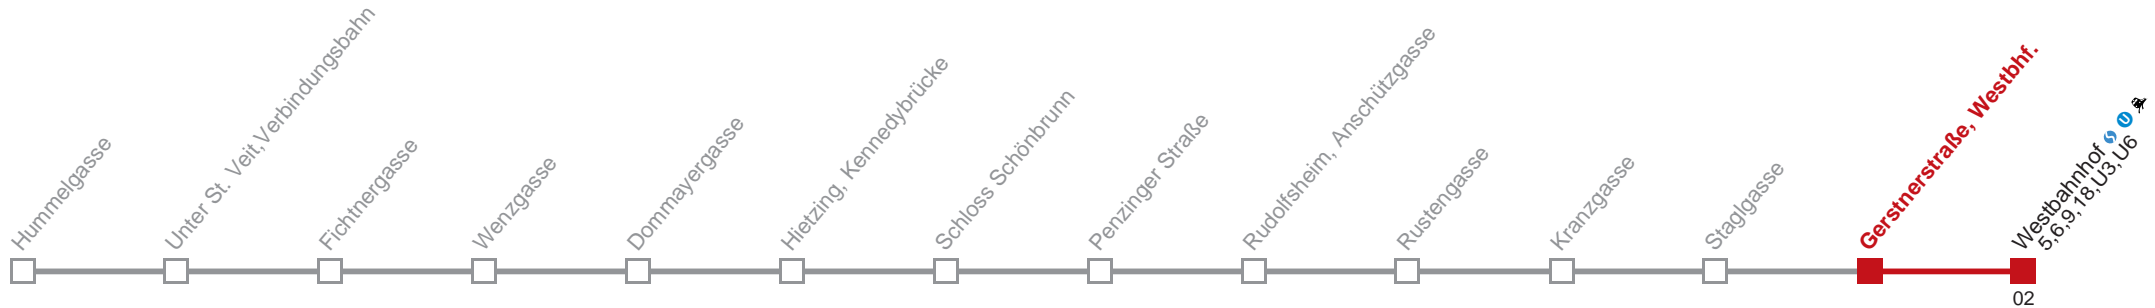 Hummelgasse
Unter St. Veit,Verbindungsbahn
Fichtnergasse
Wenzgasse
Dommayergasse
Hietzing, Kennedybrücke
Schloss Schönbrunn
Penzinger Straße
Rudolfsheim, Anschützgasse
Rustengasse
Kranzgasse
Staglgasse
Gerstnerstraße, Westbhf.
Westbahnhof U
5,6,9,18,U3,U6
02